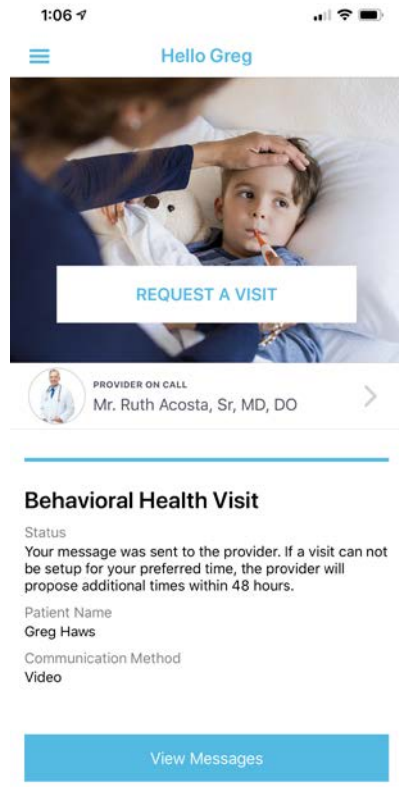 1:06
Hello Greg
REQUEST A VISIT
PROVIDER ON CALL
Mr. Ruth Acosta, Sr, MD, DO
Behavioral Health Visit
Status
Your message was sent to the provider. If a visit can not
be setup for your preferred time, the provider will
propose additional times within 48 hours.
Patient Name
Greg Haws
Communication Method
Video
View Messages